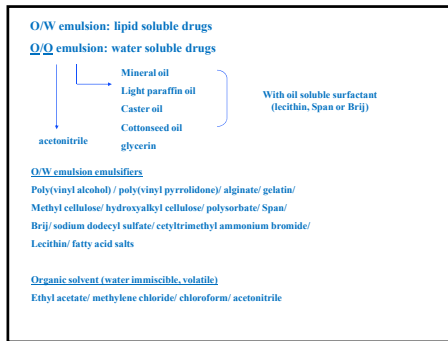 O/W emulsion: lipid soluble drugs
O/O emulsion: water soluble drugs
Mineral oil
Light paraffin oil
Caster oil
Cottonseed oil
glycerin
With oil soluble surfactant
(lecithin, Span or Brij)
acetonitrile
O/W emulsion emulsifiers
Poly(vinyl alcohol) / poly(vinyl pyrrolidone)/ alginate/ gelatin/
Methyl cellulose/ hydroxyalkyl cellulose/ polysorbate/ Span/
Brij/ sodium dodecyl sulfate/ cetyltrimethyl ammonium bromide/
Lecithin/ fatty acid salts
Organic solvent (water immiscible, volatile)
Ethyl acetate/ methylene chloride/ chloroform/ acetonitrile